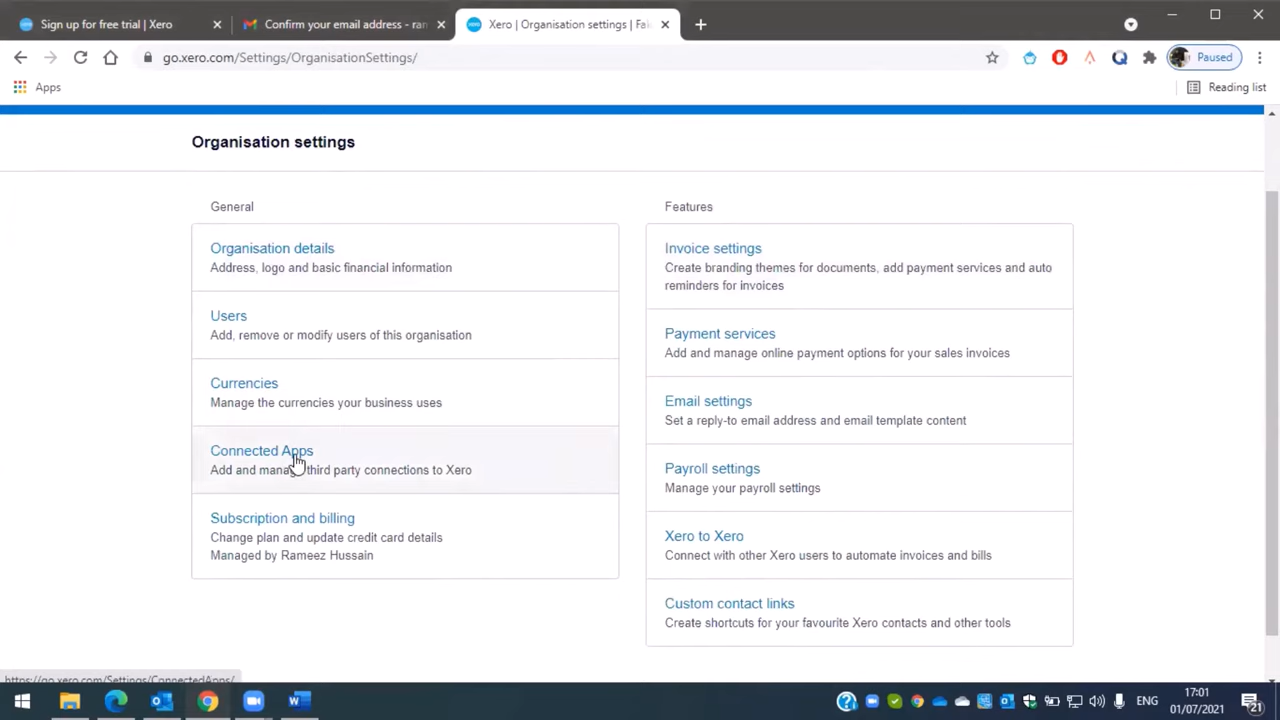 Sign up for free trial | Xero
Confirm your email address - ran
Xero | Organisation settings | Fak
go.xero.com/Settings/OrganisationSettings/
Paused
Apps
Reading list
Organisation settings
General
Features
Organisation details
Address, logo and basic financial information
Users
Add, remove or modify users of this organisation
Currencies
Manage the currencies your business uses
Connected Apps
Add and manage third party connections to Xero
Subscription and billing
Change plan and update credit card details
Managed by Rameez Hussain
Invoice settings
Create branding themes for documents, add payment services and auto
reminders for invoices
Payment services
Add and manage online payment options for your sales invoices
Email settings
Set a reply-to email address and email template content
Payroll settings
Manage your payroll settings
Xero to Xero
Connect with other Xero users to automate invoices and bills
Custom contact links
Create shortcuts for your favourite Xero contacts and other tools
https://go.xero.com/Settings/ConnectedApps/
ENG
17:01
01/07/2021
21